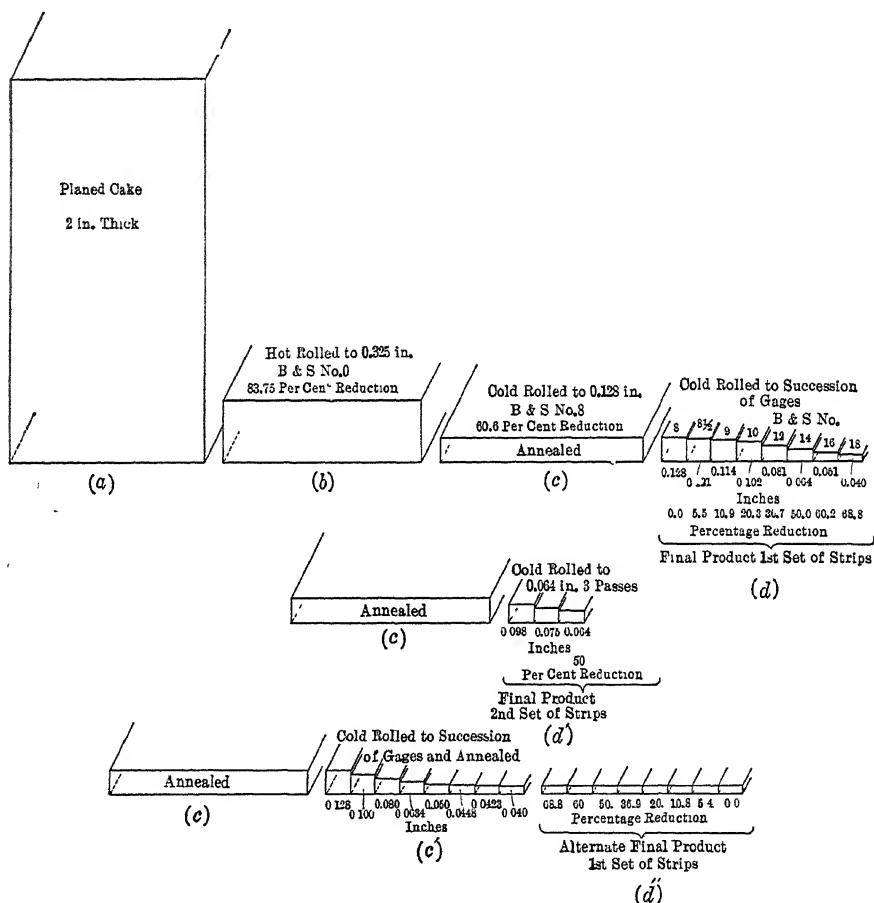 Planed Cake
2 in. Thick
(a)
Hot Rolled to 0.325 in.
B & S No.0
83.75 Per Cent Reduction
(b)
Cold Rolled to 0.128 in.
B & S No.8
60.6 Per Cent Reduction
Annealed
(c)
Cold Rolled to Succession
of Gages
B & S No.
8 8½ 9 10 12 14 16 18
0.128 0.114 0.081 0.051
0.102 0.064 0.040
Inches
0.0 5.5 10.9 20.3 36.7 50.0 60.2 68.8
Percentage Reduction
Final Product 1st Set of Strips
(d)
Annealed
(c)
Cold Rolled to
0.064 in. 3 Passes
0 098 0.075 0.064
Inches
50
Per Cent Reduction
Final Product
2nd Set of Strips
(d')
Annealed
(c)
Cold Rolled to Succession
of Gages and Annealed
0 128 0.080 0.050 0.0423
0 100 0 0634 0.0448 0 040
Inches
(c')
68.8 60 50. 36.9 20. 10.8 5 4 0 0
Percentage Reduction
Alternate Final Product
1st Set of Strips
(d'')